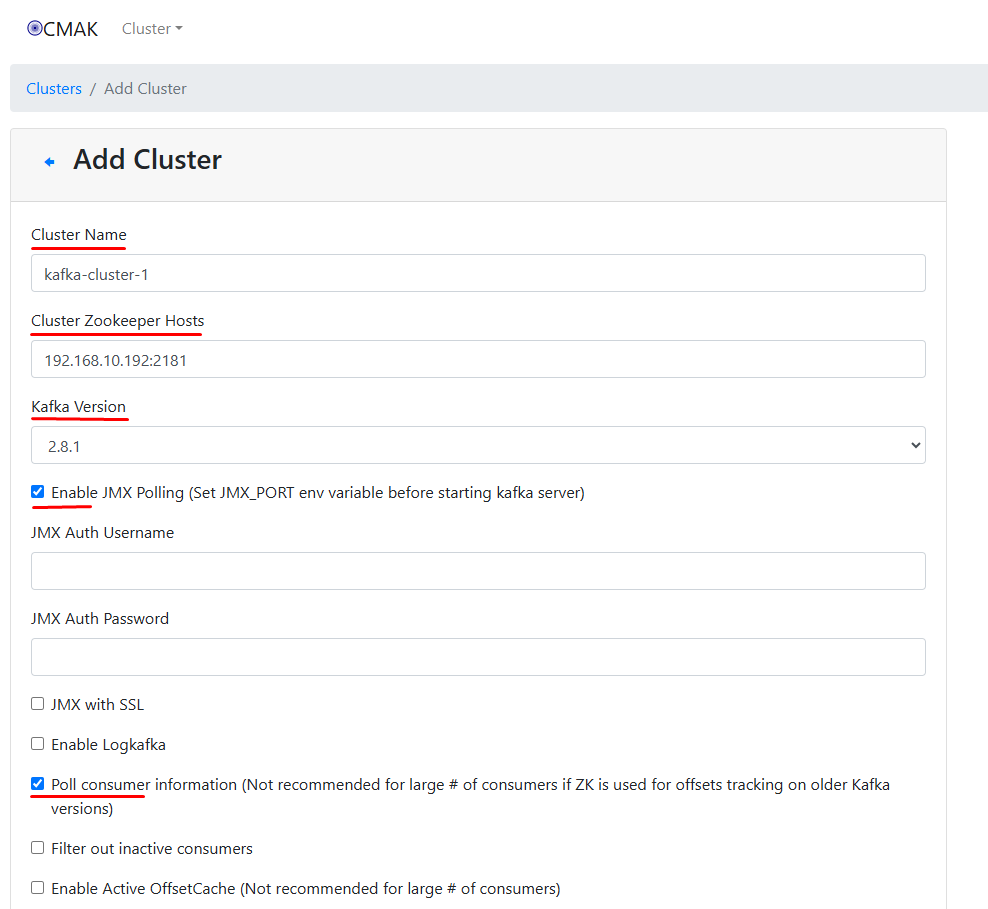 CMAK Cluster
Clusters / Add Cluster
Add Cluster
Cluster Name
kafka-cluster-1
Cluster Zookeeper Hosts
192.168.10.192:2181
Kafka Version
2.8.1
Enable JMX Polling (Set JMX_PORT env variable before starting kafka server)
JMX Auth Username
JMX Auth Password
JMX with SSL
Enable Logkafka
Poll consumer information (Not recommended for large # of consumers if ZK is used for offsets tracking on older Kafka
versions)
Filter out inactive consumers
Enable Active OffsetCache (Not recommended for large # of consumers)